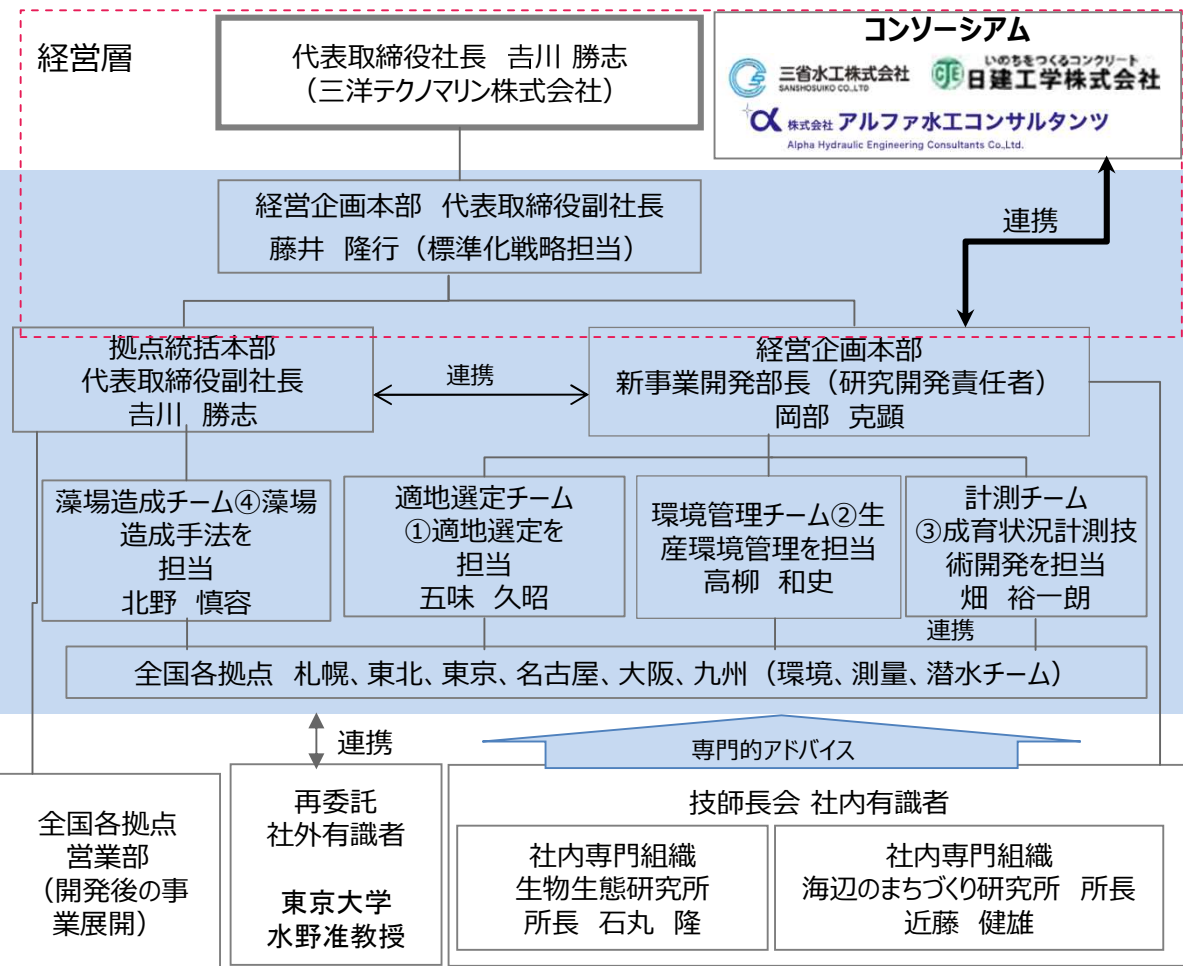 経営層
代表取締役社長 𠮷川 勝志
(三洋テクノマリン株式会社)
コンソーシアム
三省水工株式会社
SANSHOSUIKO CO.,LTD
いのちをつくるコンクリート
日建工学株式会社
α 株式会社 アルファ水工コンサルタンツ
Alpha Hydraulic Engineering Consultants Co.,Ltd.
経営企画本部 代表取締役副社長
藤井 隆行(標準化戦略担当)
連携
拠点統括本部
代表取締役副社長
𠮷川 勝志
連携
経営企画本部
新事業開発部長(研究開発責任者)
岡部 克顕
藻場造成チーム④藻場
造成手法を
担当
北野 慎容
適地選定チーム
①適地選定を
担当
五味 久昭
環境管理チーム②生
産環境管理を担当
高柳 和史
計測チーム
③成育状況計測技
術開発を担当
畑 裕一朗
連携
全国各拠点 札幌、東北、東京、名古屋、大阪、九州(環境、測量、潜水チーム)
連携
専門的アドバイス
全国各拠点
営業部
(開発後の事
業展開)
再委託
社外有識者
東京大学
水野准教授
技師長会 社内有識者
社内専門組織
生物生態研究所
所長 石丸 隆
社内専門組織
海辺のまちづくり研究所 所長
近藤 健雄